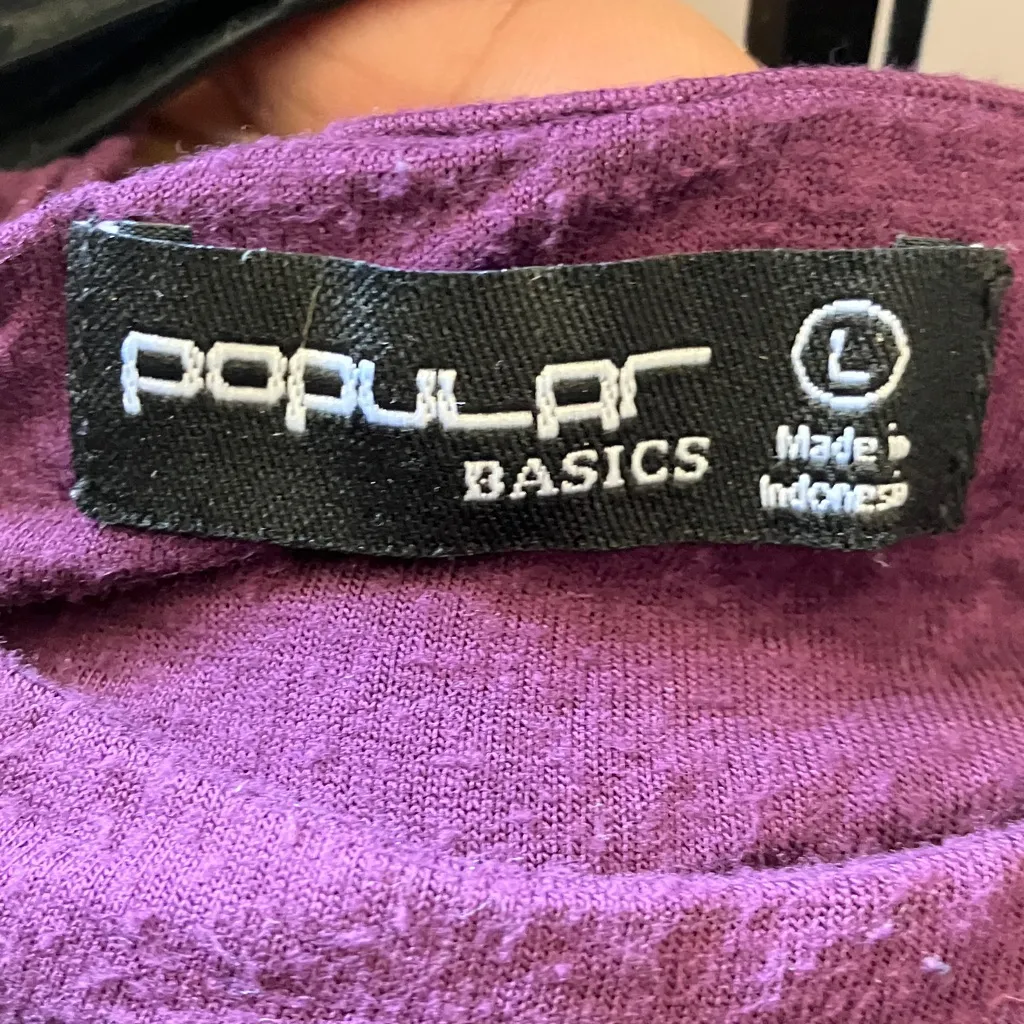 POPULAR
BASICS
L
Made in
Indonesia